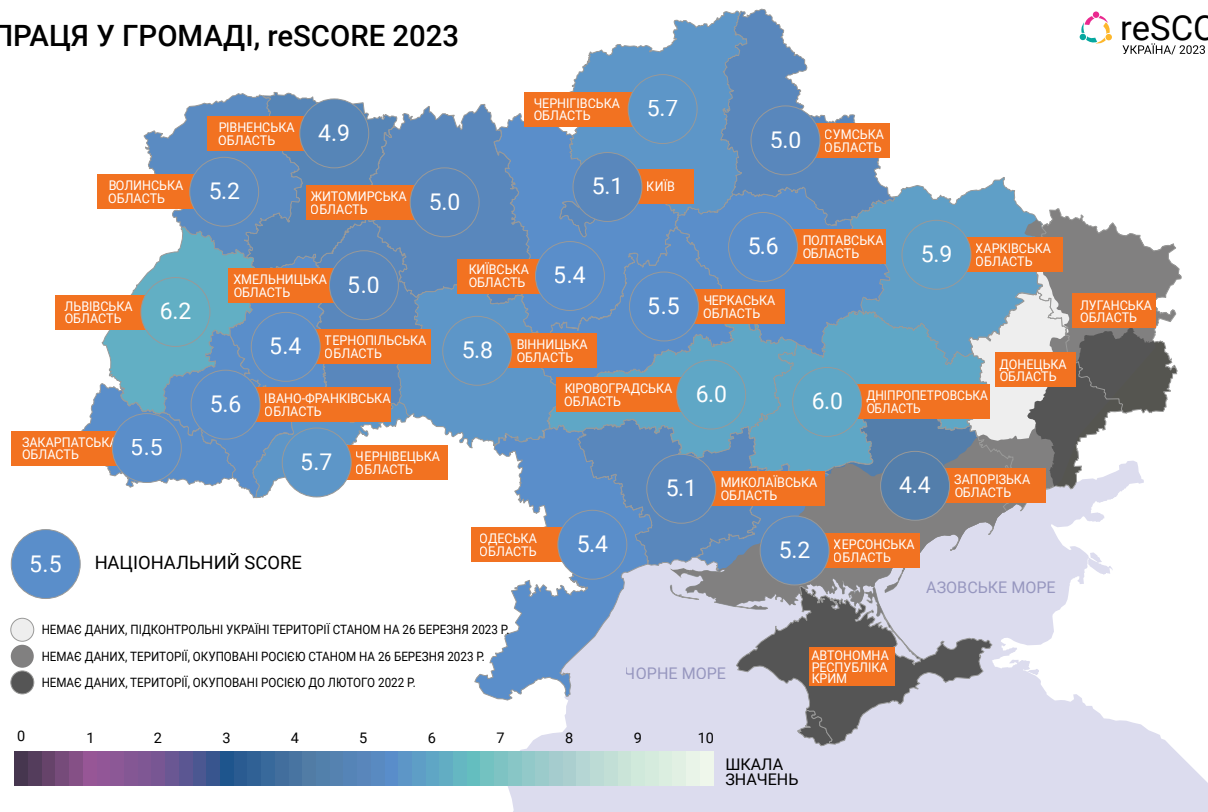 ПРАЦЯ У ГРОМАДІ, reSCORE 2023
reSCO
УКРАЇНА/ 2023
ЧЕРНІГІВСЬКА
ОБЛАСТЬ
5.7
РІВНЕНСЬКА
ОБЛАСТЬ
4.9
5.0
СУМСЬКА
ОБЛАСТЬ
ВОЛИНСЬКА
ОБЛАСТЬ
5.2
ЖИТОМИРСЬКА
ОБЛАСТЬ
5.0
5.1
КИЇВ
5.6
ПОЛТАВСЬКА
ОБЛАСТЬ
5.9
ХАРКІВСЬКА
ОБЛАСТЬ
ХМЕЛЬНИЦЬКА
ОБЛАСТЬ
5.0
КИЇВСЬКА
ОБЛАСТЬ
5.4
ЛЬВІВСЬКА
ОБЛАСТЬ
6.2
5.5
ЧЕРКАСЬКА
ОБЛАСТЬ
ЛУГАНСЬКА
ОБЛАСТЬ
5.4
ТЕРНОПІЛЬСЬКА
ОБЛАСТЬ
5.8
ВІННИЦЬКА
ОБЛАСТЬ
ДОНЕЦЬКА
ОБЛАСТЬ
5.6
ІВАНО-ФРАНКІВСЬКА
ОБЛАСТЬ
КІРОВОГРАДСЬКА
ОБЛАСТЬ
6.0
6.0
ДНІПРОПЕТРОВСЬКА
ОБЛАСТЬ
ЗАКАРПАТСЬКА
ОБЛАСТЬ
5.5
5.7
ЧЕРНІВЕЦЬКА
ОБЛАСТЬ
5.1
МИКОЛАЇВСЬКА
ОБЛАСТЬ
4.4
ЗАПОРІЗЬКА
ОБЛАСТЬ
ОДЕСЬКА
ОБЛАСТЬ
5.4
5.2
ХЕРСОНСЬКА
ОБЛАСТЬ
5.5
НАЦІОНАЛЬНИЙ SCORE
АЗОВСЬКЕ МОРЕ
НЕМАЄ ДАНИХ, ПІДКОНТРОЛЬНІ УКРАЇНІ ТЕРИТОРІЇ СТАНОМ НА 26 БЕРЕЗНЯ 2023 Р.
НЕМАЄ ДАНИХ, ТЕРИТОРІЇ, ОКУПОВАНІ РОСІЄЮ СТАНОМ НА 26 БЕРЕЗНЯ 2023 Р.
НЕМАЄ ДАНИХ, ТЕРИТОРІЇ, ОКУПОВАНІ РОСІЄЮ ДО ЛЮТОГО 2022 Р.
ЧОРНЕ МОРЕ
АВТОНОМНА
РЕСПУБЛІКА
КРИМ
0 1 2 3 4 5 6 7 8 9 10
ШКАЛА
ЗНАЧЕНЬ